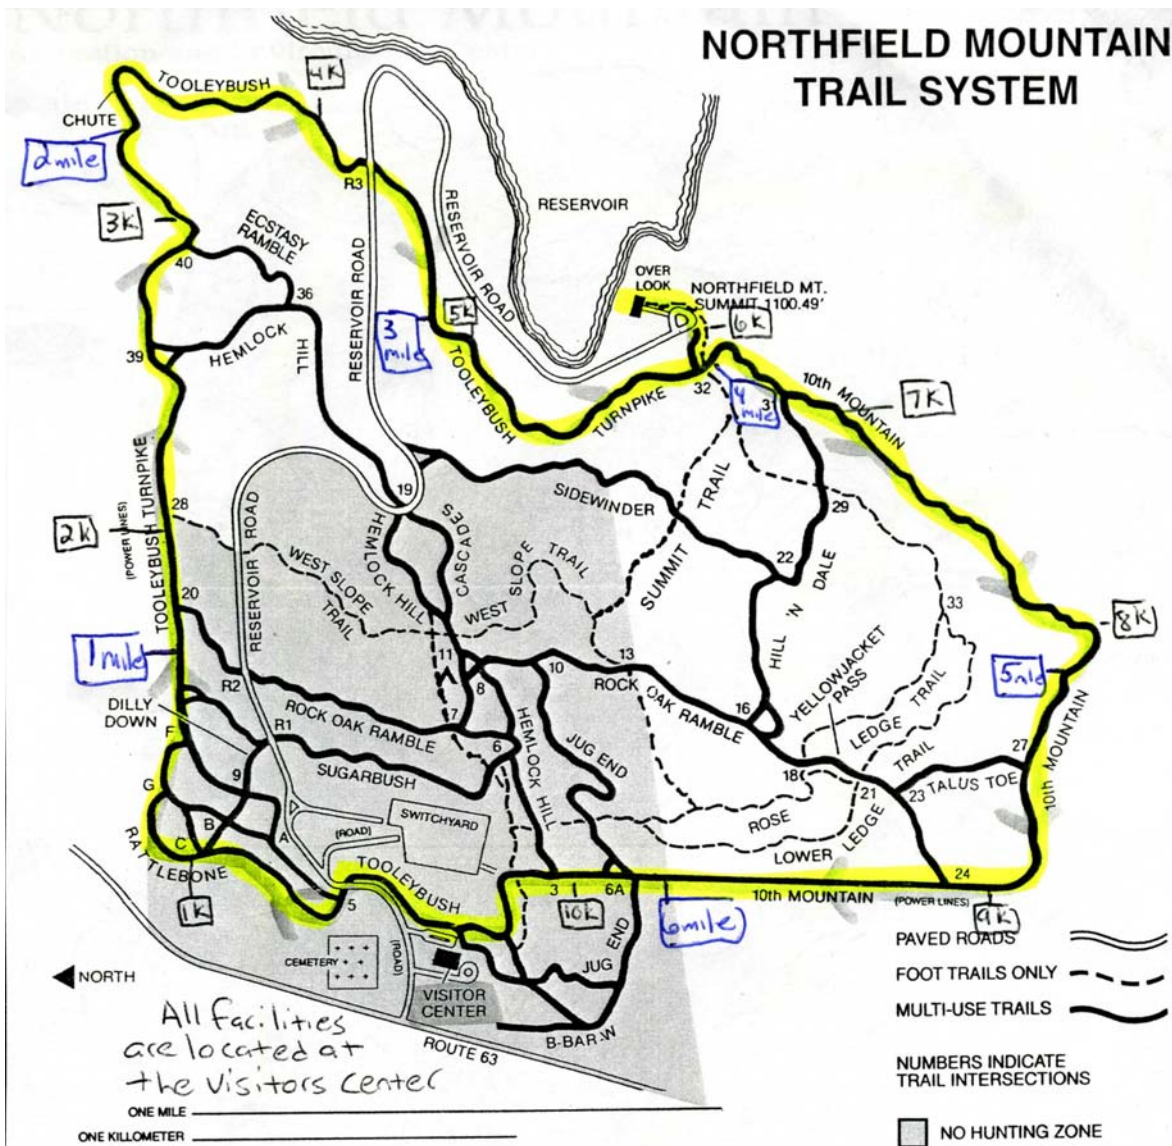 NORTHFIELD MOUNTAIN
TRAIL SYSTEM
TOOLEYBUSH
4K
CHUTE
2 mile
R3
RESERVOIR
RESERVOIR ROAD
RESERVOIR ROAD
3K
ECSTASY
RAMBLE
40
36
OVER
LOOK
NORTHFIELD MT.
SUMMIT 1100.49'
6K
5K
3
mile
HEMLOCK
HILL
39
TOOLEYBUSH
TURNPIKE
32
4
mile
31
10th MOUNTAIN
7K
TOOLEYBUSH TURNPIKE
(POWER LINES)
28
2K
RESERVOIR ROAD
19
HEMLOCK HILL
CASCADES
SIDEWINDER
SUMMIT TRAIL
29
22
WEST SLOPE
TRAIL
WEST SLOPE TRAIL
HILL 'N DALE
33
20
8K
1 mile
5 mile
11
8
10
13
ROCK OAK RAMBLE
16
YELLOWJACKET
PASS
LEDGE TRAIL
R2
DILLY
DOWN
R1
ROCK OAK RAMBLE
7
6
HEMLOCK HILL
JUG END
F
9
SUGARBUSH
18
21
TRAIL
23
TALUS TOE
27
10th MOUNTAIN
G
B
C
A
SWITCHYARD
(ROAD)
ROSE
LOWER LEDGE
RATTLEBONE
TOOLEYBUSH
1K
5
3
6A
10K
6 mile
10th MOUNTAIN
(POWER LINES)
24
9K
CEMETERY
(ROAD)
VISITOR
CENTER
JUG END
B-BAR-W
ROUTE 63
NORTH
All facilities
are located at
the visitors center
PAVED ROADS
FOOT TRAILS ONLY
MULTI-USE TRAILS
NUMBERS INDICATE
TRAIL INTERSECTIONS
NO HUNTING ZONE
ONE MILE
ONE KILOMETER